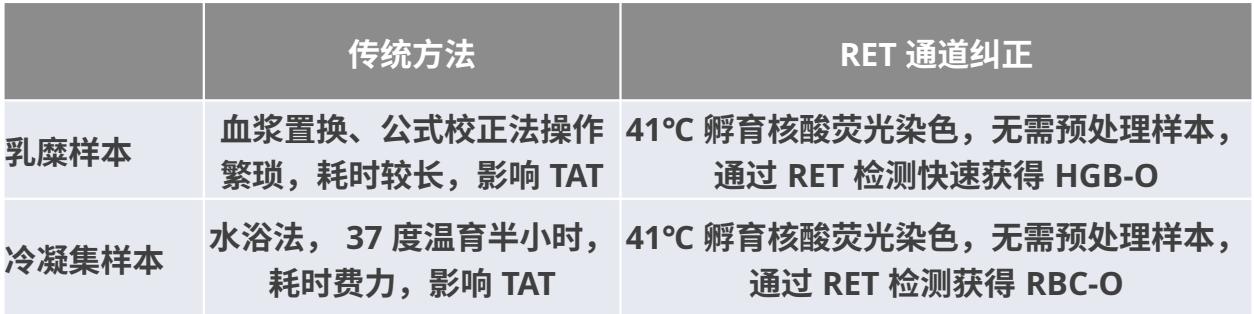 传统方法
RET 通道纠正
乳糜样本
血浆置换、公式校正法操作
繁琐，耗时较长，影响 TAT
41℃ 孵育核酸荧光染色，无需预处理样本，
通过 RET 检测快速获得 HGB-O
冷凝集样本
水浴法， 37 度温育半小时，
耗时费力，影响 TAT
41℃ 孵育核酸荧光染色，无需预处理样本，
通过 RET 检测获得 RBC-O